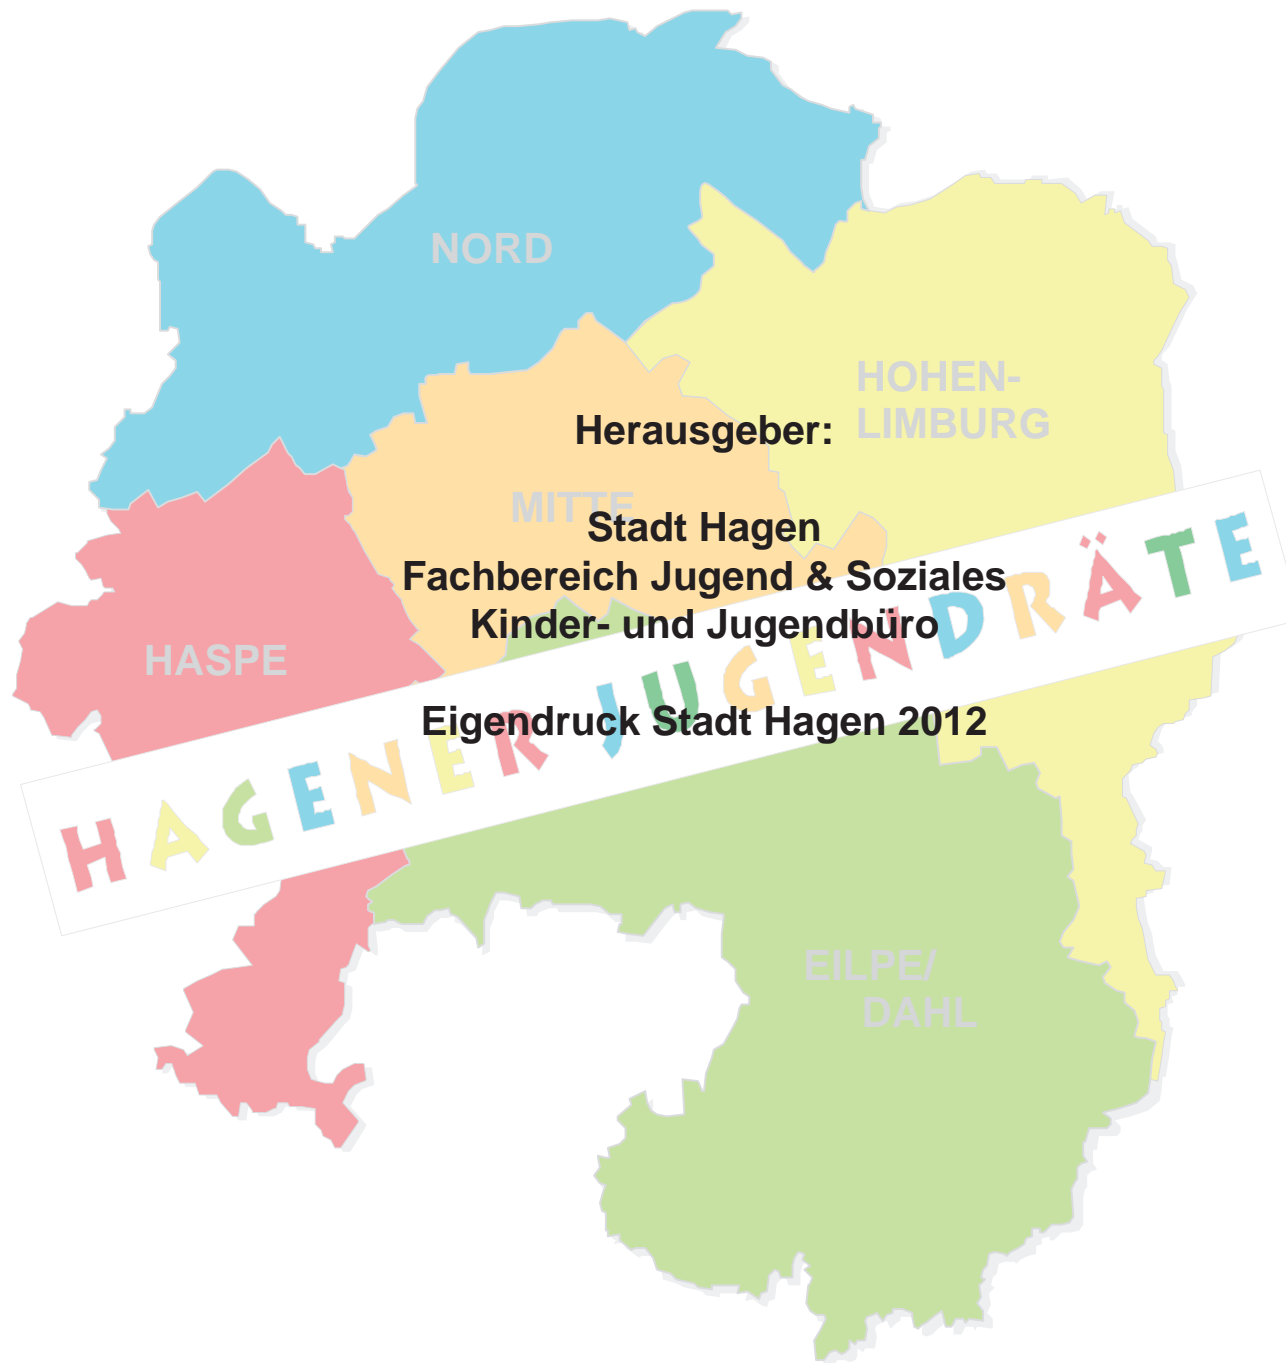 NORD
HOHEN-
LIMBURG
Herausgeber:
MITTE
Stadt Hagen
Fachbereich Jugend & Soziales
Kinder- und Jugendbüro
HASPE
HAGENER JUGENDRÄTE
Eigendruck Stadt Hagen 2012
EILPE/
DAHL